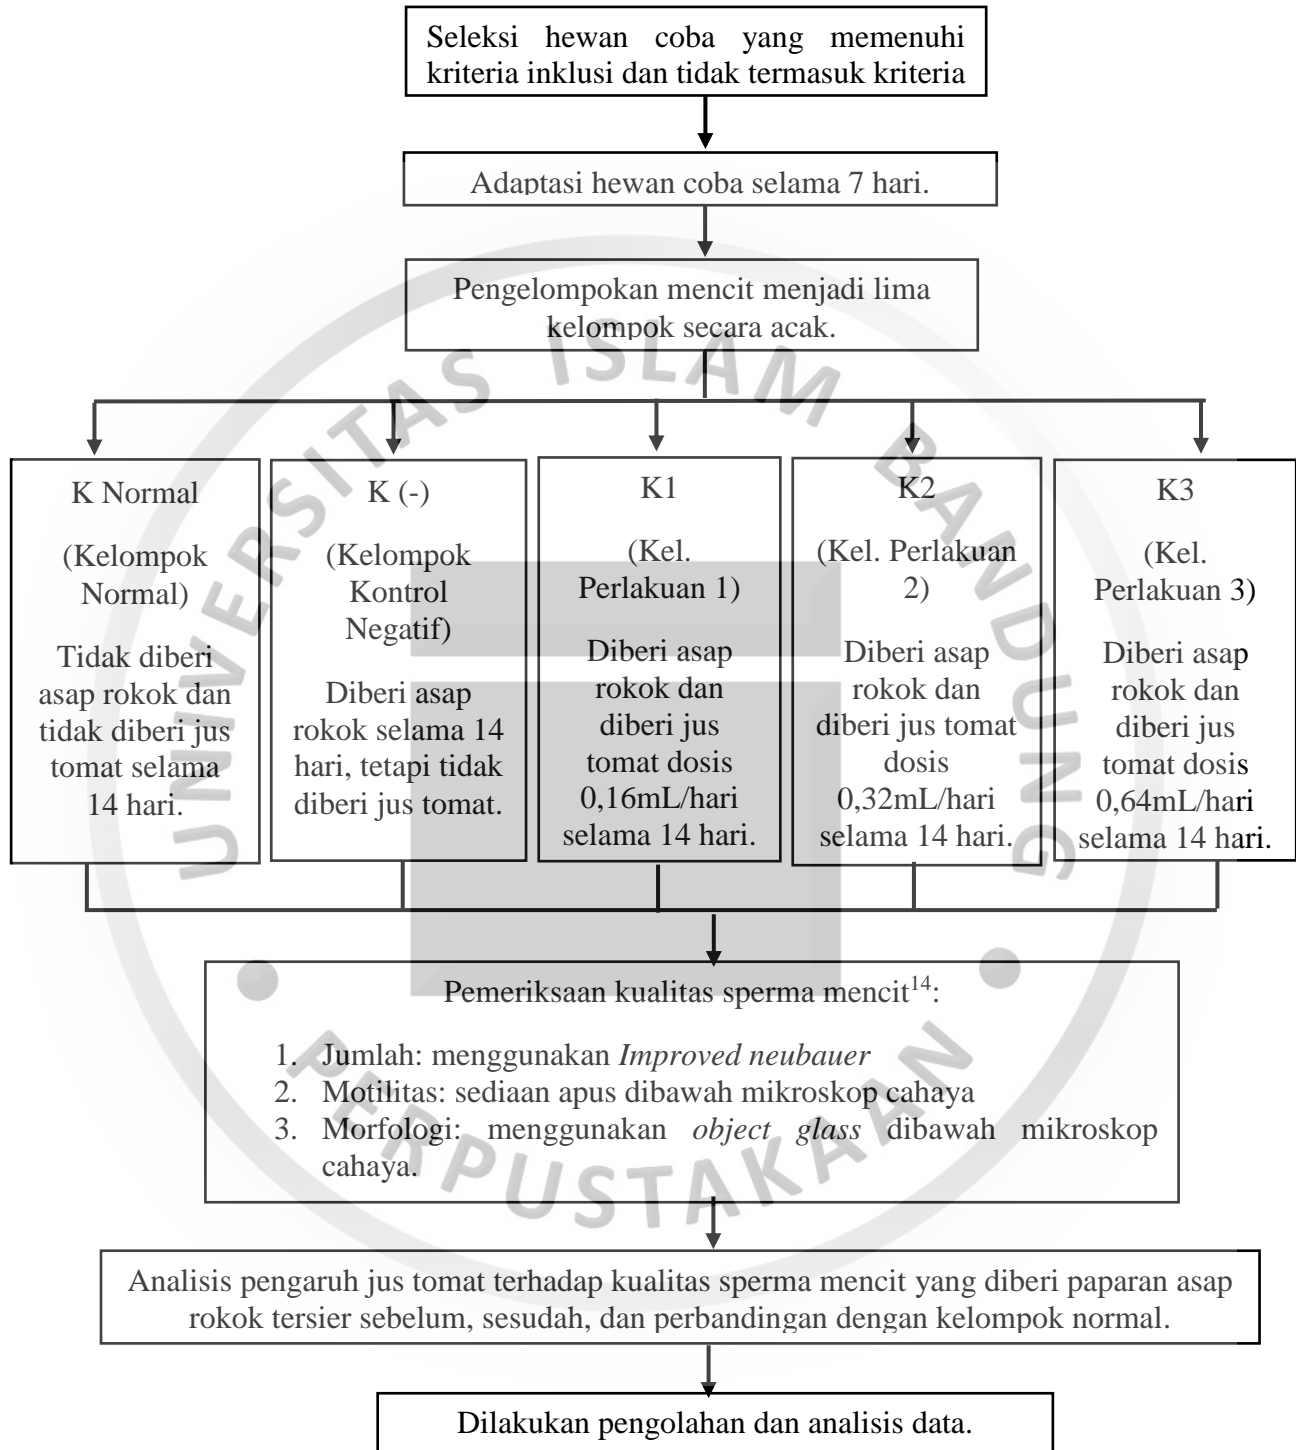 Seleksi hewan coba yang memenuhi
kriteria inklusi dan tidak termasuk kriteria
Adaptasi hewan coba selama 7 hari.
Pengelompokan mencit menjadi lima
kelompok secara acak.
K Normal
(Kelompok
Normal)
Tidak diberi
asap rokok dan
tidak diberi jus
tomat selama
14 hari.
K (-)
(Kelompok
Kontrol
Negatif)
Diberi asap
rokok selama 14
hari, tetapi tidak
diberi jus tomat.
K1
(Kel.
Perlakuan 1)
Diberi asap
rokok dan
diberi jus
tomat dosis
0,16mL/hari
selama 14 hari.
K2
(Kel. Perlakuan
2)
Diberi asap
rokok dan
diberi jus tomat
dosis
0,32mL/hari
selama 14 hari.
K3
(Kel.
Perlakuan 3)
Diberi asap
rokok dan
diberi jus
tomat dosis
0,64mL/hari
selama 14 hari.
Pemeriksaan kualitas sperma mencit14:
1. Jumlah: menggunakan Improved neubauer
2. Motilitas: sediaan apus dibawah mikroskop cahaya
3. Morfologi: menggunakan object glass dibawah mikroskop
cahaya.
Analisis pengaruh jus tomat terhadap kualitas sperma mencit yang diberi paparan asap
rokok tersier sebelum, sesudah, dan perbandingan dengan kelompok normal.
Dilakukan pengolahan dan analisis data.
UNIVERSITAS ISLAM BANDUNG
PERPUSTAKAAN